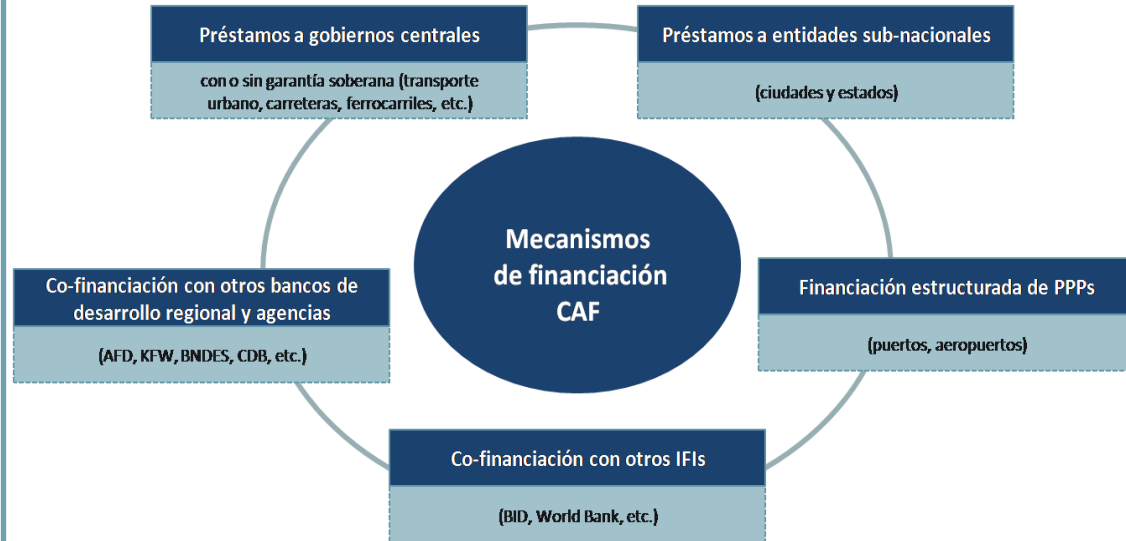 Préstamos a gobiernos centrales
con o sin garantía soberana (transporte
urbano, carreteras, ferrocarriles, etc.)
Préstamos a entidades sub-nacionales
(ciudades y estados)
Mecanismos
de financiación
CAF
Co-financiación con otros bancos de
desarrollo regional y agencias
(AFD, KFW, BNDES, CDB, etc.)
Financiación estructurada de PPPs
(puertos, aeropuertos)
Co-financiación con otros IFIs
(BID, World Bank, etc.)